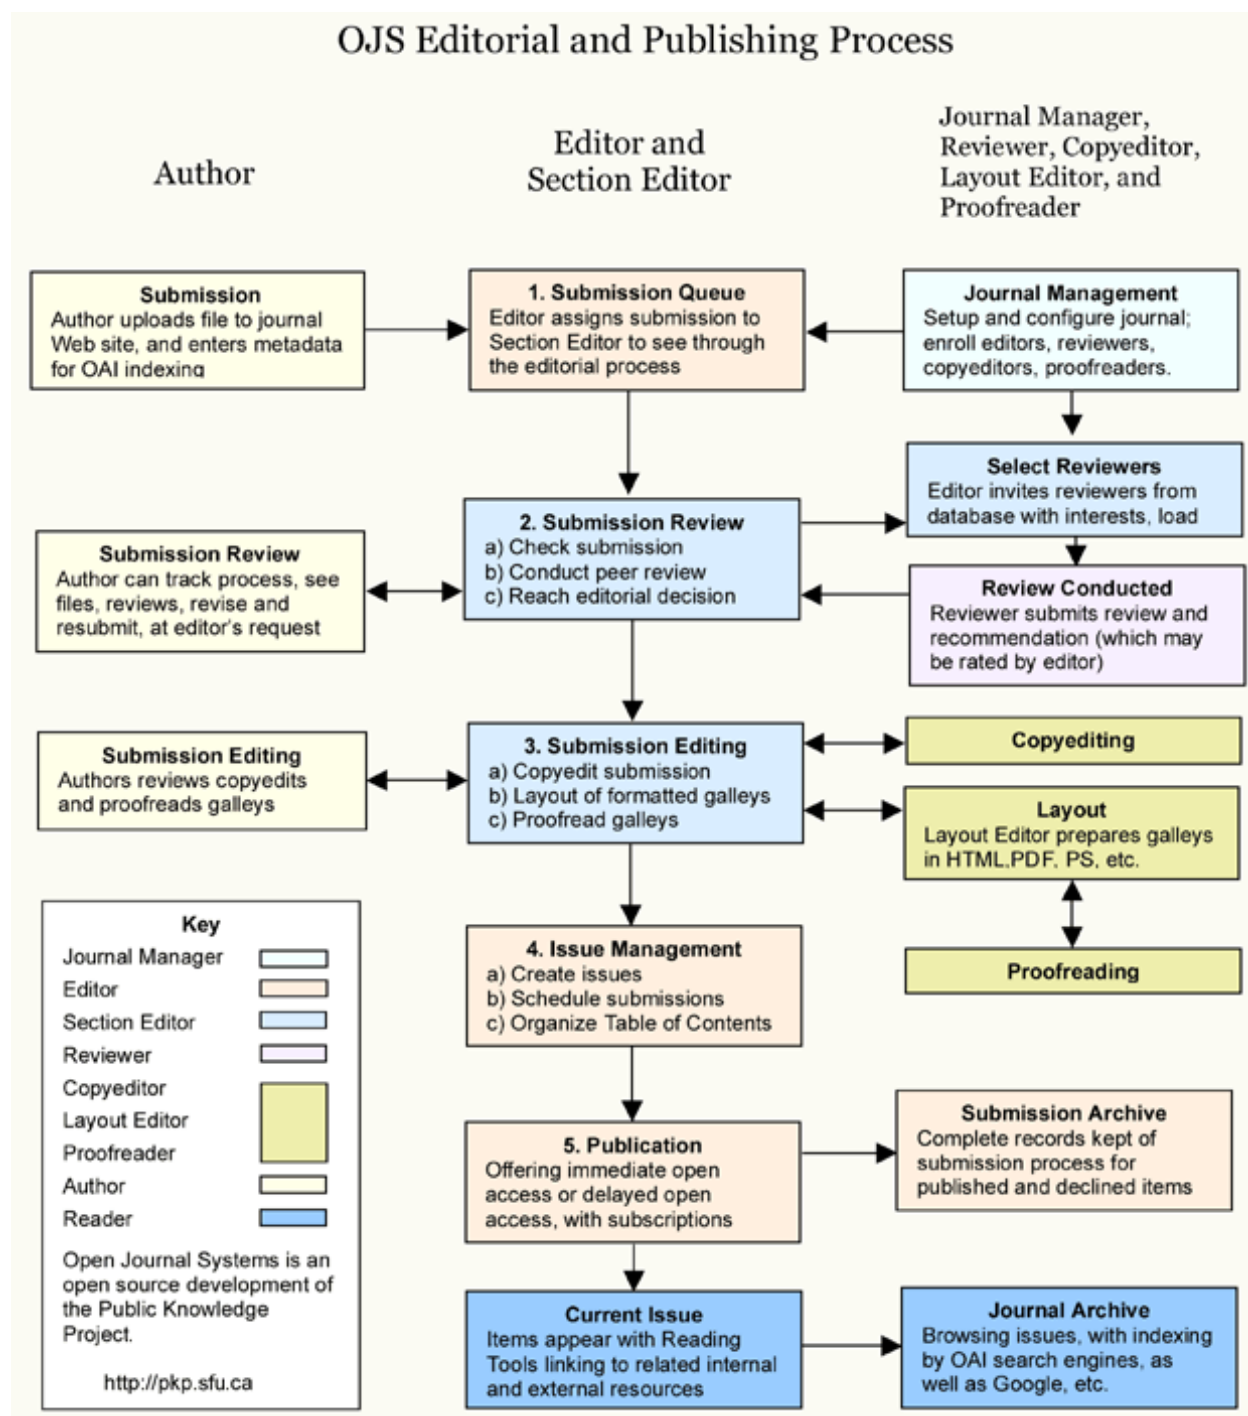 OJS Editorial and Publishing Process
Author
Editor and
Section Editor
Journal Manager,
Reviewer, Copyeditor,
Layout Editor, and
Proofreader
Submission
Author uploads file to journal
Web site, and enters metadata
for OAI indexing
1. Submission Queue
Editor assigns submission to
Section Editor to see through
the editorial process
Journal Management
Setup and configure journal;
enroll editors, reviewers,
copyeditors, proofreaders.
Select Reviewers
Editor invites reviewers from
database with interests, load
Submission Review
Author can track process, see
files, reviews, revise and
resubmit, at editor's request
2. Submission Review
a) Check submission
b) Conduct peer review
c) Reach editorial decision
Review Conducted
Reviewer submits review and
recommendation (which may
be rated by editor)
Submission Editing
Authors reviews copyedits
and proofreads galleys
3. Submission Editing
a) Copyedit submission
b) Layout of formatted galleys
c) Proofread galleys
Copyediting
Layout
Layout Editor prepares galleys
in HTML,PDF, PS, etc.
Proofreading
Key
Journal Manager
Editor
Section Editor
Reviewer
Copyeditor
Layout Editor
Proofreader
Author
Reader
Open Journal Systems is an
open source development of
the Public Knowledge
Project.
http://pkp.sfu.ca
4. Issue Management
a) Create issues
b) Schedule submissions
c) Organize Table of Contents
5. Publication
Offering immediate open
access or delayed open
access, with subscriptions
Submission Archive
Complete records kept of
submission process for
published and declined items
Current Issue
Items appear with Reading
Tools linking to related internal
and external resources
Journal Archive
Browsing issues, with indexing
by OAI search engines, as
well as Google, etc.